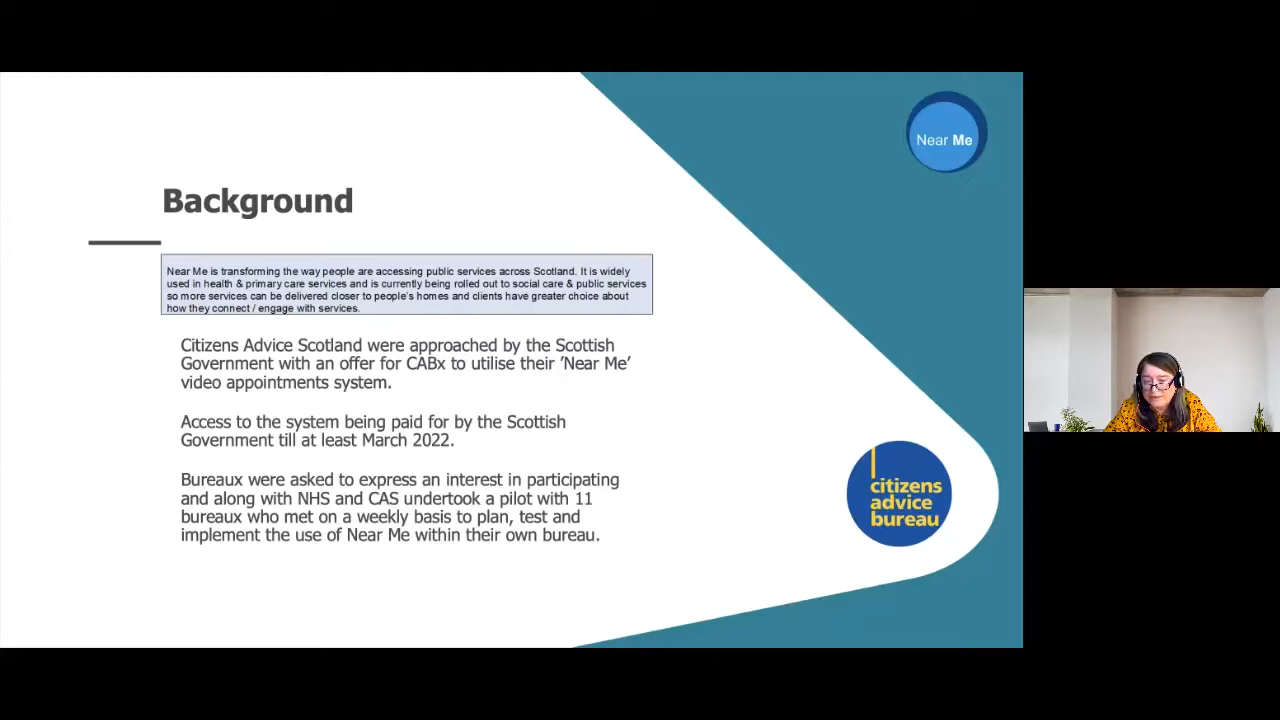 Near Me
Background
Near Me is transforming the way people are accessing public services across Scotland. It is widely
used in health & primary care services and is currently being rolled out to social care & public services
so more services can be delivered closer to people's homes and clients have greater choice about
how they connect / engage with services.
Citizens Advice Scotland were approached by the Scottish
Government with an offer for CABx to utilise their ’Near Me’
video appointments system.
Access to the system being paid for by the Scottish
Government till at least March 2022.
Bureaux were asked to express an interest in participating
and along with NHS and CAS undertook a pilot with 11
bureaux who met on a weekly basis to plan, test and
implement the use of Near Me within their own bureau.
citizens
advice
bureau